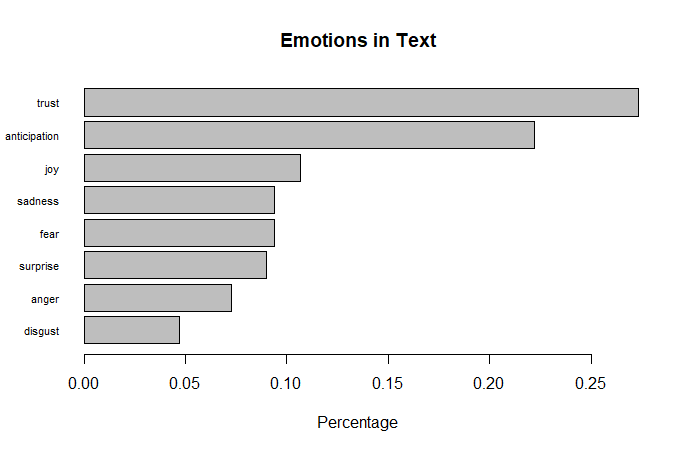 Emotions in Text
trust
anticipation
joy
sadness
fear
surprise
anger
disgust
0.00 0.05 0.10 0.15 0.20 0.25
Percentage